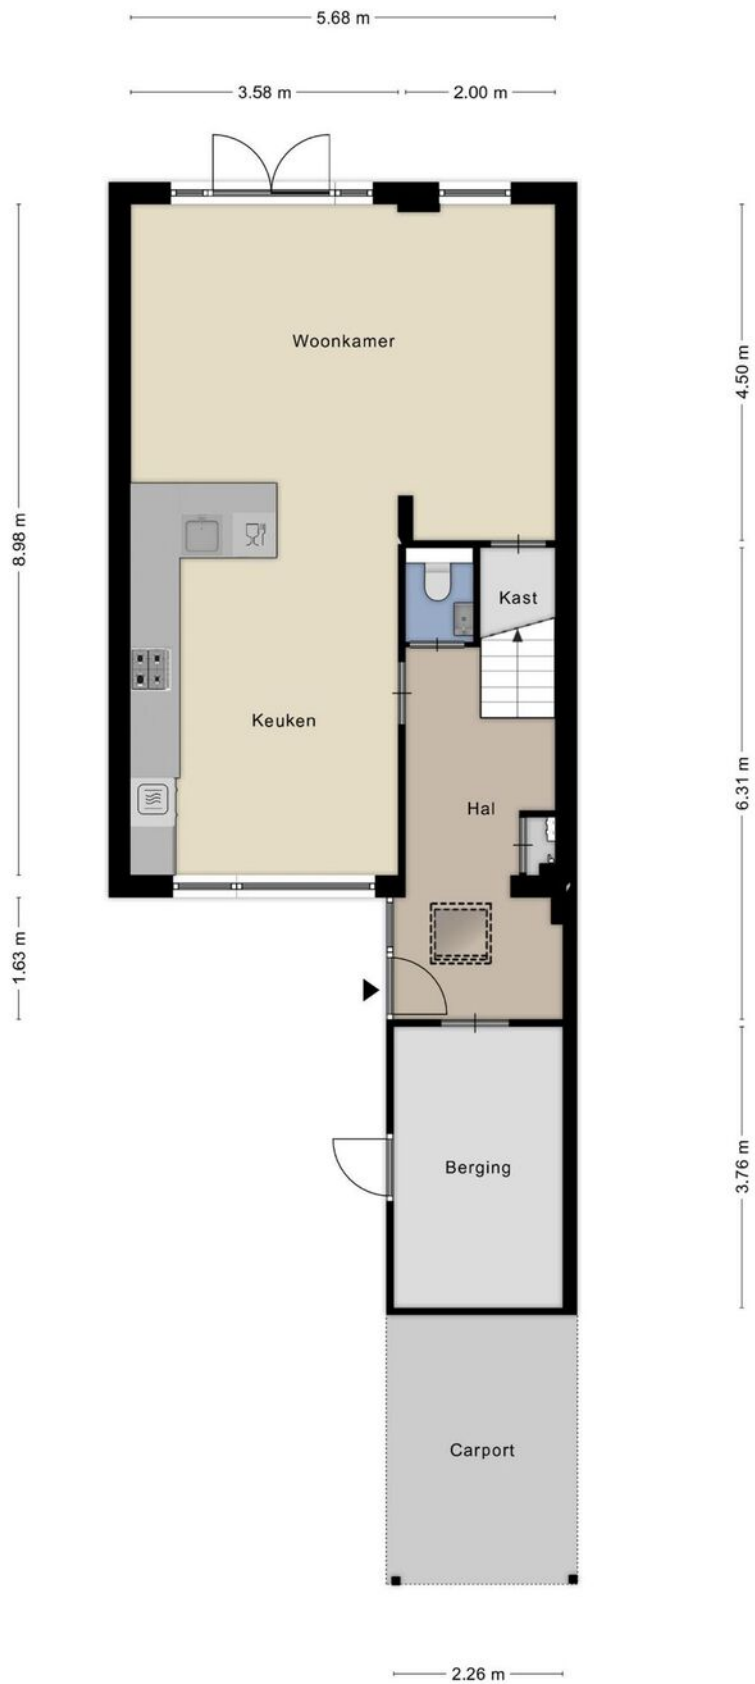 5.68 m
3.58 m
2.00 m
Woonkamer
4.50 m
8.98 m
Kast
Keuken
6.31 m
Hal
1.63 m
Berging
3.76 m
Carport
2.26 m